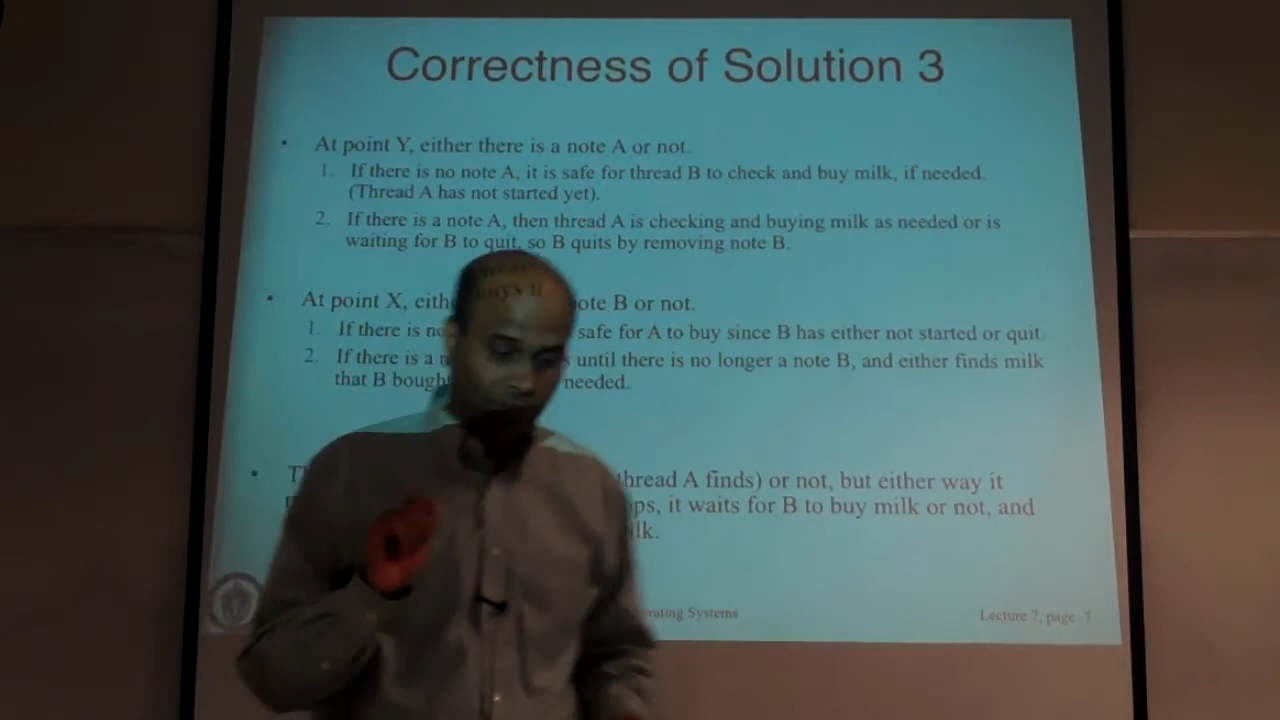 Correctness of Solution 3
• At point Y, either there is a note A or not.
1. If there is no note A, it is safe for thread B to check and buy milk, if needed.
(Thread A has not started yet).
2. If there is a note A, then thread A is checking and buying milk as needed or is
waiting for B to quit, so B quits by removing note B.
• At point X, eith ote B or not.
1. If there is no safe for A to buy since B has either not started or quit.
2. If there is a until there is no longer a note B, and either finds milk
that B bough needed.
• T thread A finds) or not, but either way it
ps, it waits for B to buy milk or not, and
lk.
rating Systems
Lecture 7, page 7